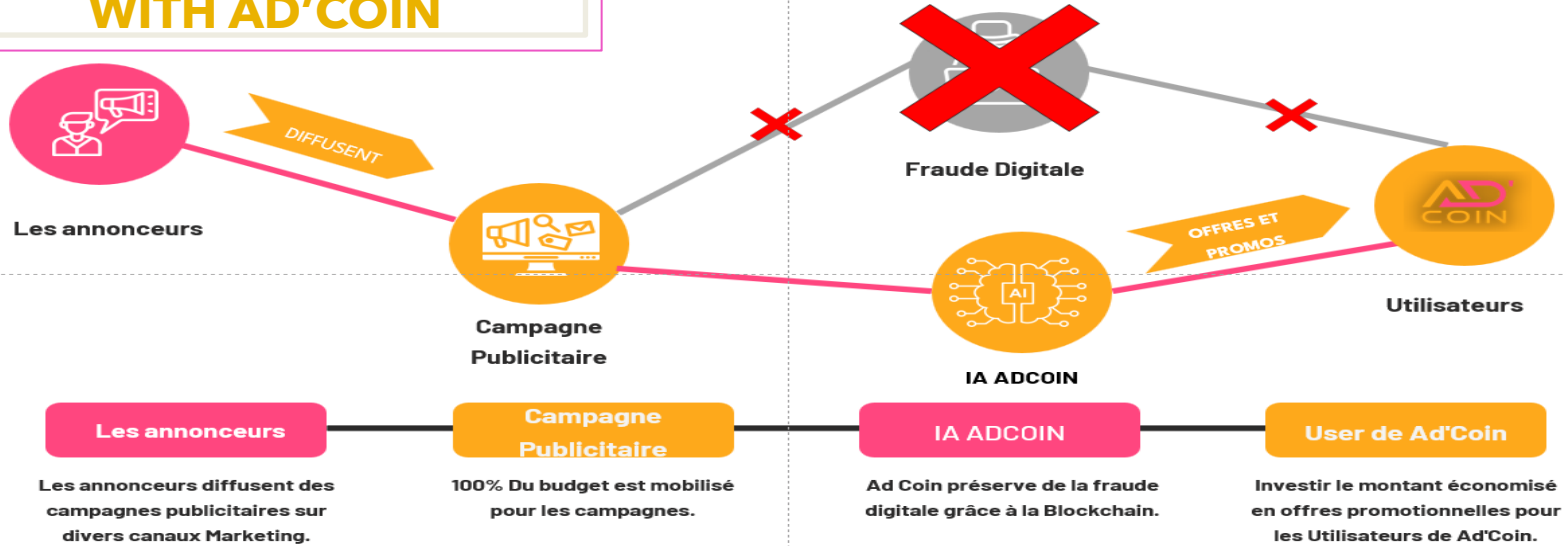 WITH AD'COIN
DIFFUSENT
Les annonceurs
Fraude Digitale
OFFRES ET
PROMOS
AD'
COIN
Utilisateurs
AI
Campagne
Publicitaire
IA ADCOIN
Les annonceurs
Campagne
Publicitaire
IA ADCOIN
User de Ad'Coin
Les annonceurs diffusent des
campagnes publicitaires sur
divers canaux Marketing.
100% Du budget est mobilisé
pour les campagnes.
Ad Coin préserve de la fraude
digitale grâce à la Blockchain.
Investir le montant économisé
en offres promotionnelles pour
les Utilisateurs de Ad'Coin.